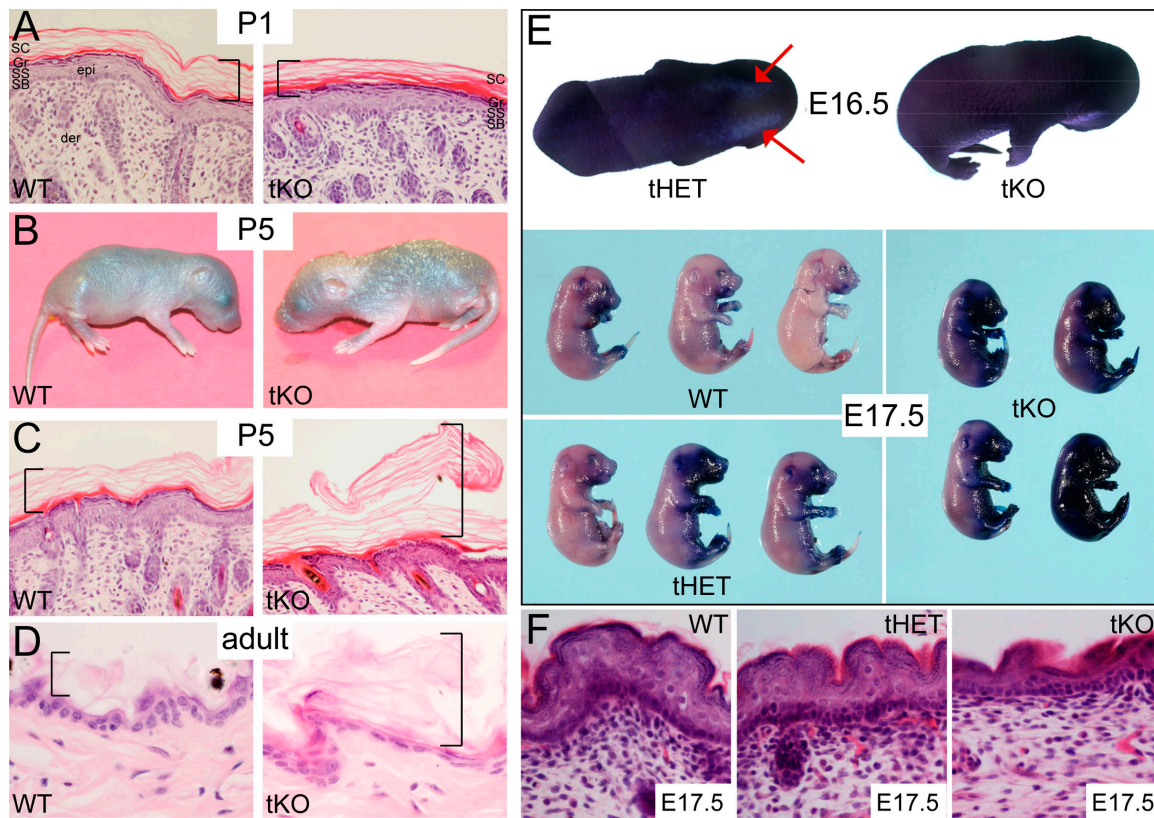 A P1
SC
Gr
SS
SB
epi
der
WT
SC
Gr
SS
SB
tKO
B P5
WT
tKO
C P5
WT
tKO
D adult
WT
tKO
E
E16.5
tHET
tKO
WT
tKO
E17.5
tHET
F
WT
E17.5
tHET
E17.5
tKO
E17.5